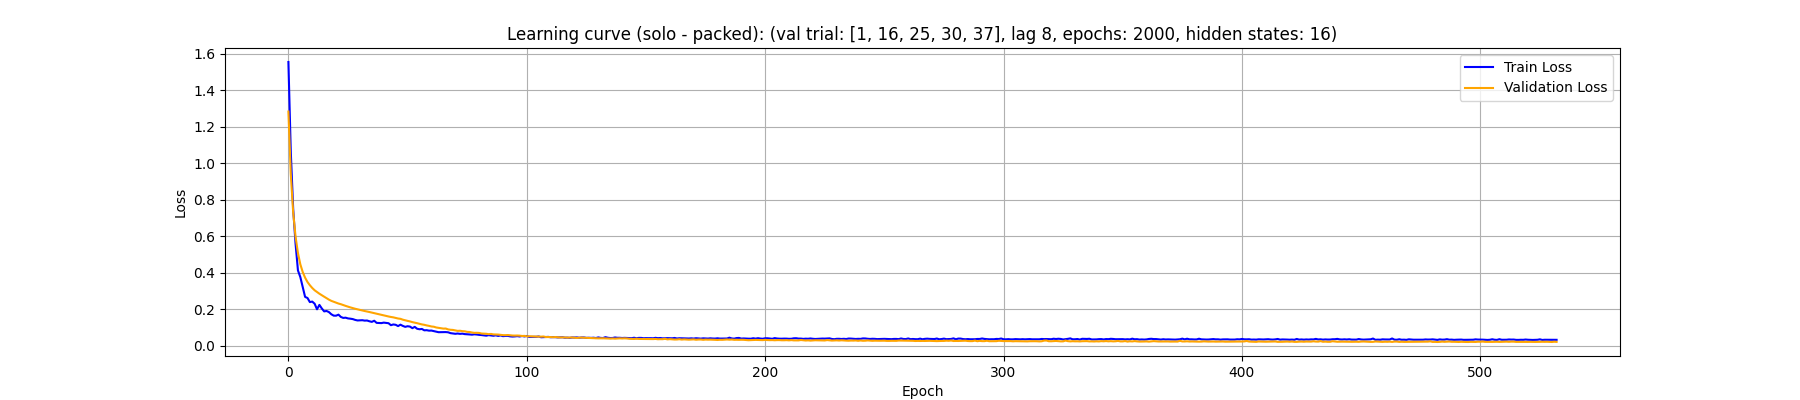 Learning curve (solo - packed): (val trial: [1, 16, 25, 30, 37], lag 8, epochs: 2000, hidden states: 16)
Train Loss
Validation Loss
Loss
1.6
1.4
1.2
1.0
0.8
0.6
0.4
0.2
0.0
0 100 200 300 400 500
Epoch